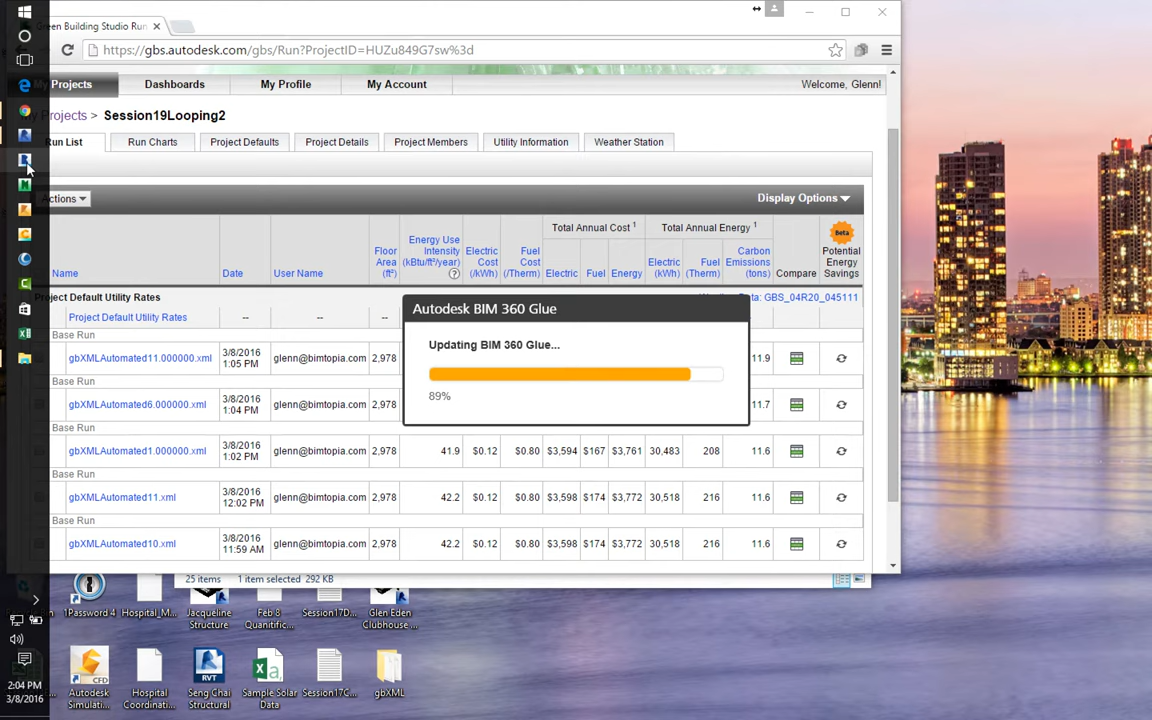 Green Building Studio Run
https://gbs.autodesk.com/gbs/Run?ProjectID=HUZu849G7sw%3d
My Projects
Dashboards
My Profile
My Account
Welcome, Glenn!
My Projects > Session19Looping2
Run List
Run Charts
Project Defaults
Project Details
Project Members
Utility Information
Weather Station
Actions
Display Options
Total Annual Cost 1
Total Annual Energy 1
Beta
Name
Date
User Name
Floor Area (ft²)
Energy Use Intensity (kBtu/ft²/year)
Electric Cost (/kWh)
Fuel Cost (/Therm)
Electric
Fuel
Energy
Electric (kWh)
Fuel (Therm)
Carbon Emissions (tons)
Compare
Potential Energy Savings
Project Default Utility Rates
GBS_04R20_045111
Project Default Utility Rates -- -- --
Base Run
gbXMLAutomated11.000000.xml 3/8/2016 1:05 PM glenn@bimtopia.com 2,978 11.9
Base Run
gbXMLAutomated6.000000.xml 3/8/2016 1:04 PM glenn@bimtopia.com 2,978 11.7
Base Run
gbXMLAutomated1.000000.xml 3/8/2016 1:02 PM glenn@bimtopia.com 2,978 41.9 $0.12 $0.80 $3,594 $167 $3,761 30,483 208 11.6
Base Run
gbXMLAutomated11.xml 3/8/2016 12:02 PM glenn@bimtopia.com 2,978 42.2 $0.12 $0.80 $3,598 $174 $3,772 30,518 216 11.6
Base Run
gbXMLAutomated10.xml 3/8/2016 11:59 AM glenn@bimtopia.com 2,978 42.2 $0.12 $0.80 $3,598 $174 $3,772 30,518 216 11.6
Autodesk BIM 360 Glue
Updating BIM 360 Glue...
89%
25 items 1 item selected 292 KB
1Password 4
Hospital_M...
Jacqueline Structure
Feb 8 Quanitific...
Session17D...
Glen Eden Clubhouse ...
Autodesk Simulati...
Hospital Coordinati...
RVT
Seng Chai Structural
Sample Solar Data
Session17C...
gbXML
2:04 PM
3/8/2016